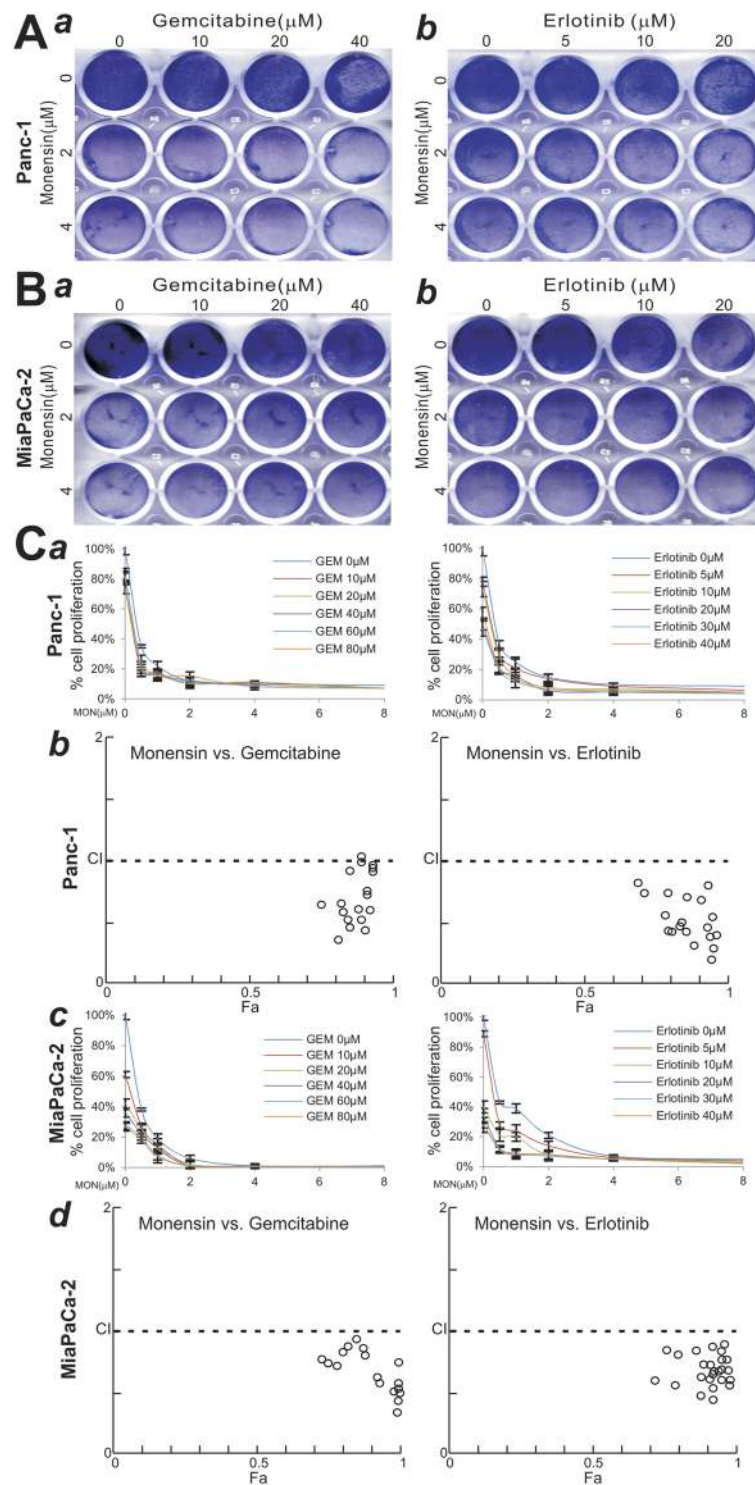 A a Gemcitabine(μM) b Erlotinib (μM)
0 10 20 40 0 5 10 20
Panc-1
Monensin(μM)
0
2
4
Monensin(μM)
0
2
4
B a Gemcitabine(μM) b Erlotinib (μM)
0 10 20 40 0 5 10 20
MiaPaCa-2
Monensin(μM)
0
2
4
Monensin(μM)
0
2
4
C a
Panc-1
% cell proliferation
100%
80%
60%
40%
20%
0%
GEM 0μM
GEM 10μM
GEM 20μM
GEM 40μM
GEM 60μM
GEM 80μM
MON(μM) 0 2 4 6 8
% cell proliferation
100%
80%
60%
40%
20%
0%
Erlotinib 0μM
Erlotinib 5μM
Erlotinib 10μM
Erlotinib 20μM
Erlotinib 30μM
Erlotinib 40μM
MON(μM) 0 2 4 6 8
b
Panc-1
2
Monensin vs. Gemcitabine
CI
0
0 0.5 1
Fa
2
Monensin vs. Erlotinib
CI
0
0 0.5 1
Fa
c
MiaPaCa-2
% cell proliferation
100%
80%
60%
40%
20%
0%
GEM 0μM
GEM 10μM
GEM 20μM
GEM 40μM
GEM 60μM
GEM 80μM
MON(μM) 0 2 4 6 8
% cell proliferation
100%
80%
60%
40%
20%
0%
Erlotinib 0μM
Erlotinib 5μM
Erlotinib 10μM
Erlotinib 20μM
Erlotinib 30μM
Erlotinib 40μM
MON(μM) 0 2 4 6 8
d
MiaPaCa-2
2
Monensin vs. Gemcitabine
CI
0
0 0.5 1
Fa
2
Monensin vs. Erlotinib
CI
0
0 0.5 1
Fa